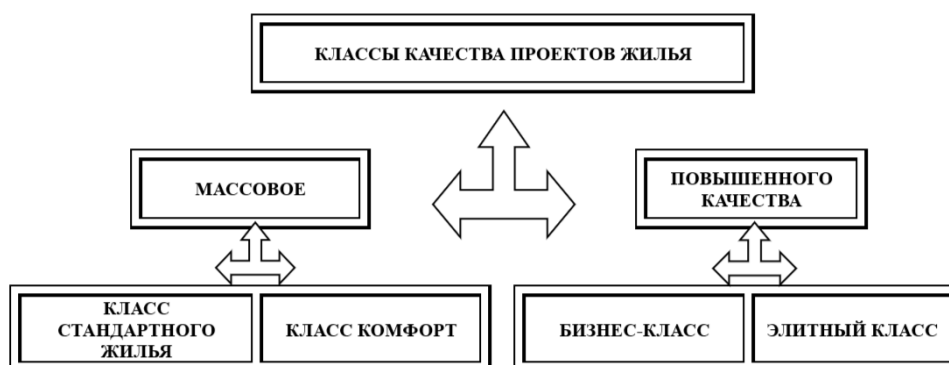 КЛАССЫ КАЧЕСТВА ПРОЕКТОВ ЖИЛЬЯ
МАССОВОЕ
ПОВЫШЕННОГО
КАЧЕСТВА
КЛАСС
СТАНДАРТНОГО
ЖИЛЬЯ
КЛАСС КОМФОРТ
БИЗНЕС-КЛАСС
ЭЛИТНЫЙ КЛАСС